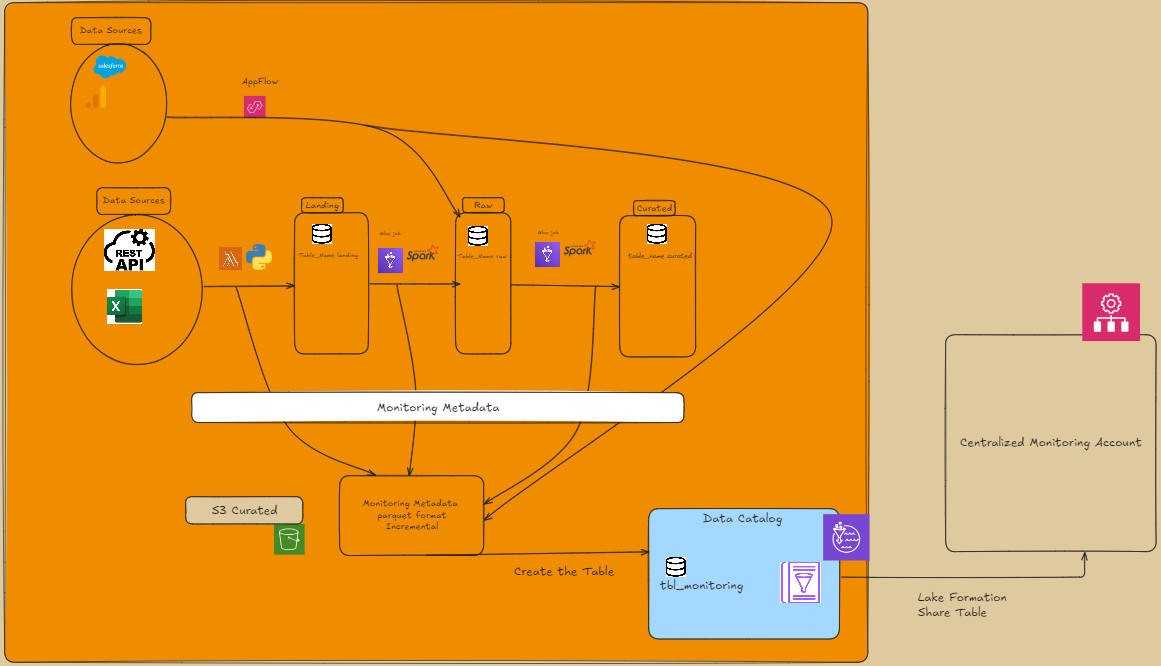 Data Sources
salesforce
AppFlow
Data Sources
REST
API
X
Landing
Table_Name landing
Glue job
Spark
Raw
Table_Name raw
Glue job
Spark
Curated
table_name curated
Monitoring Metadata
S3 Curated
Monitoring Metadata
parquet format
Incremental
Create the Table
Data Catalog
tbl_monitoring
Centralized Monitoring Account
Lake Formation
Share Table